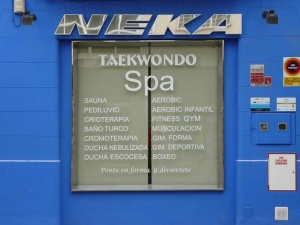 NEKA
TAEKWONDO
Spa
SAUNA
PEDILUVIO
CRIOTERAPIA
BAÑO TURCO
CROMOTERAPIA
DUCHA NEBULIZADA
DUCHA ESCOCESA
AEROBIC
AEROBIC INFANTIL
FITNESS GYM
MUSCULACION
GIM. FORMA
GIM. DEPORTIVA
BOXEO
Ponte en forma y diviertete